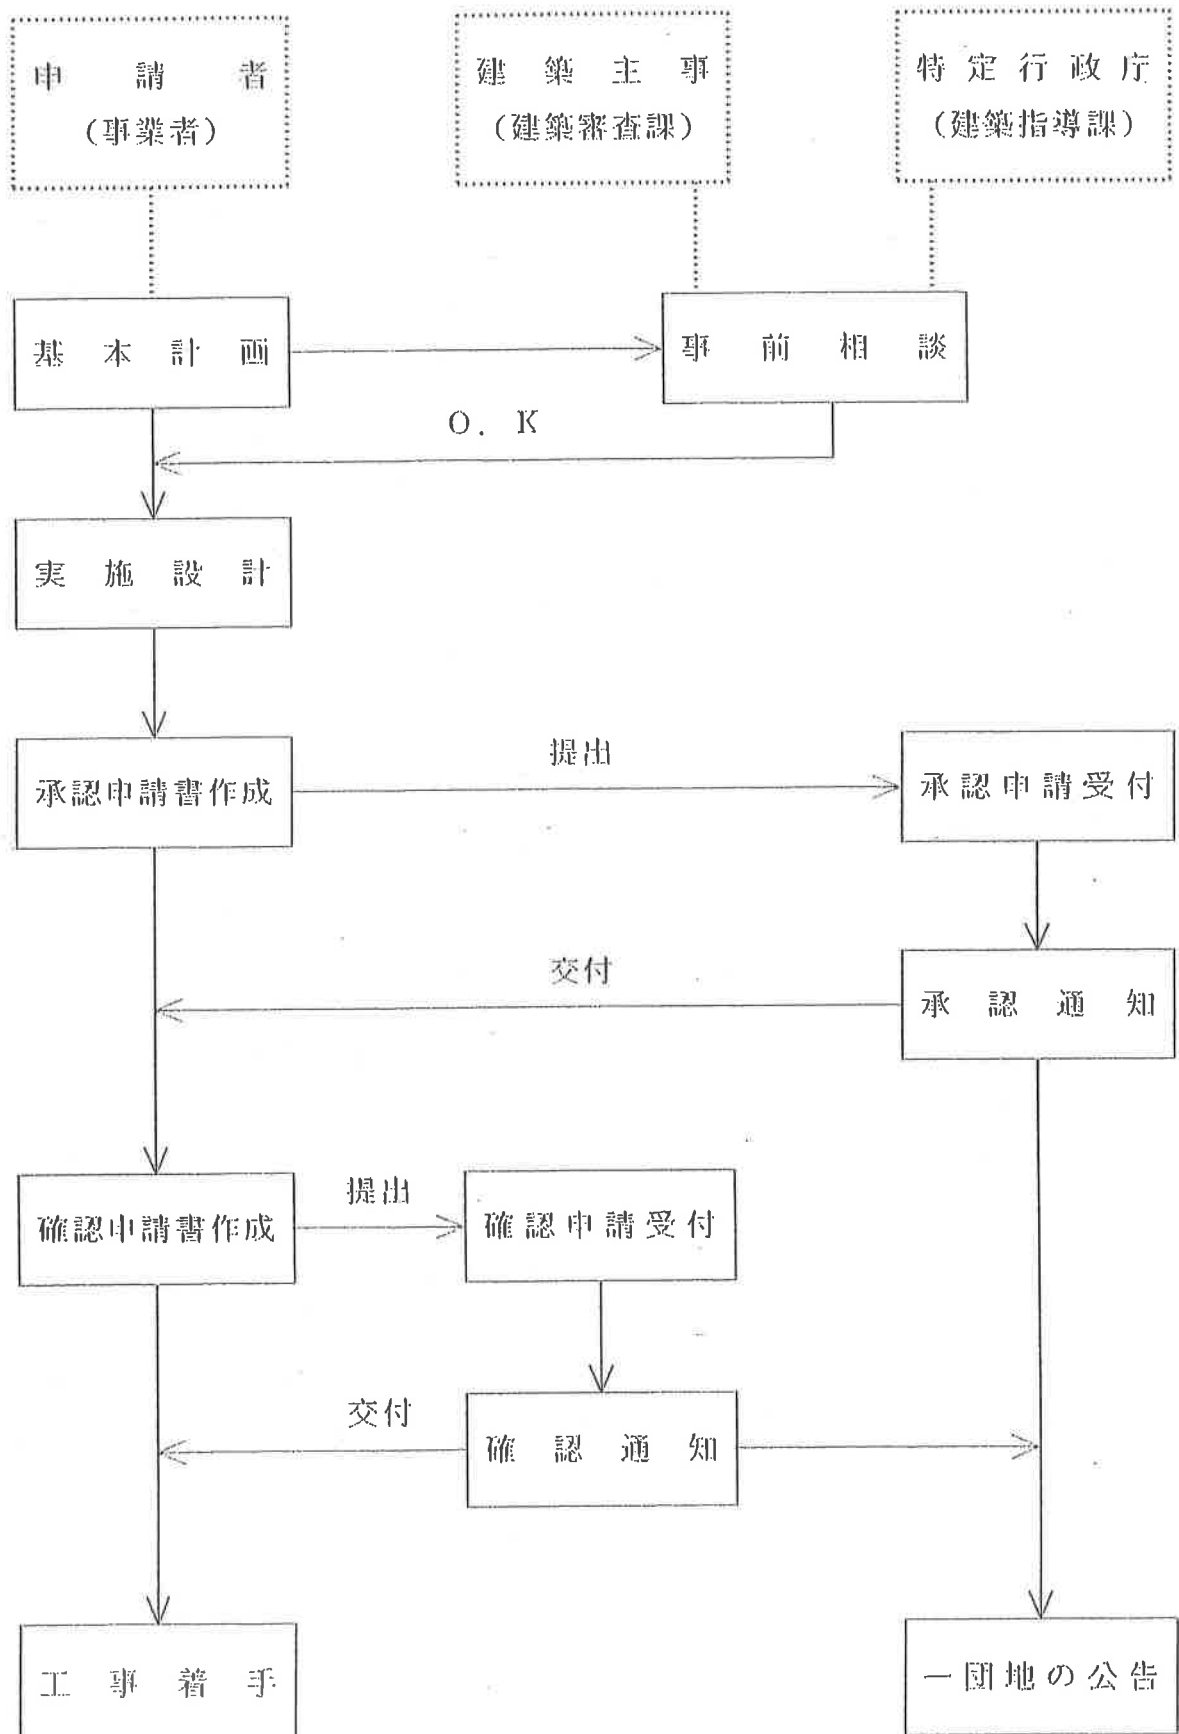 申請者
(事業者)
建築主事
(建築審査課)
特定行政庁
(建築指導課)
基本計画
事前相談
O. K
実施設計
承認申請書作成
提出
承認申請受付
交付
承認通知
確認申請書作成
提出
確認申請受付
交付
確認通知
工事着手
一団地の公告